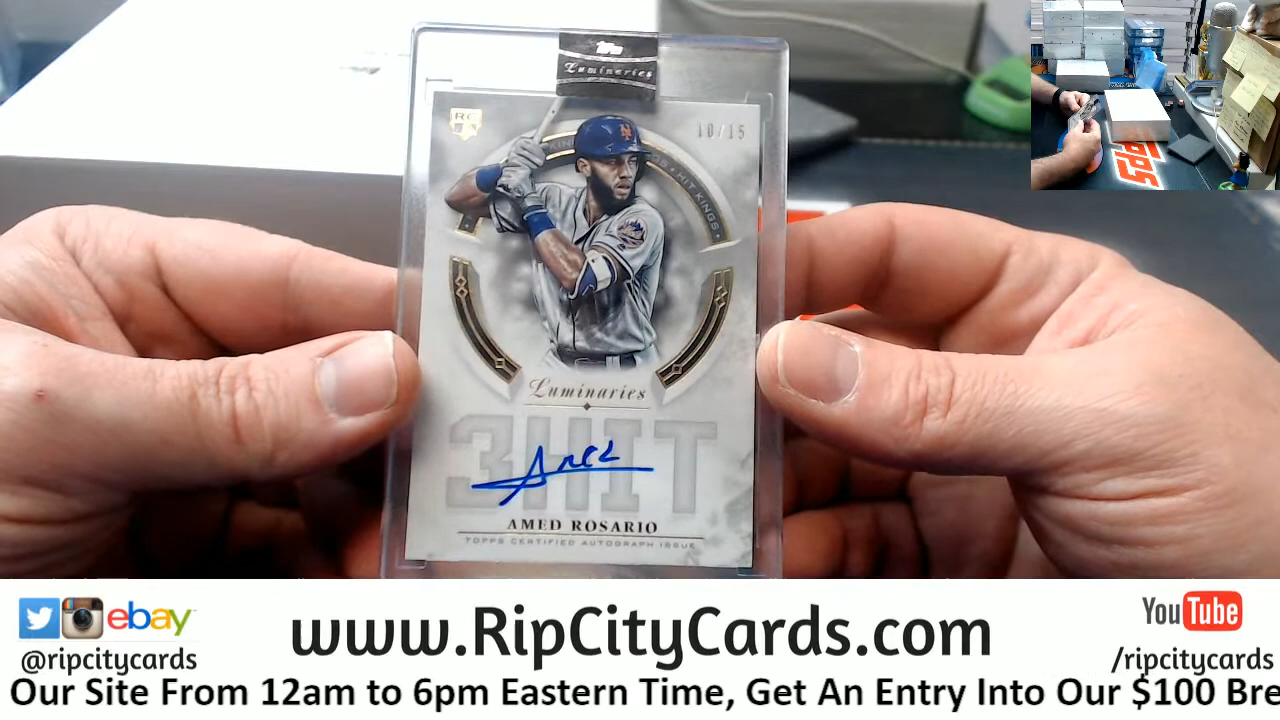 Topps
Luminaries
RC
10/15
HIT KINGS
Luminaries
3HIT
Amed
AMED ROSARIO
TOPPS CERTIFIED AUTOGRAPH ISSUE
ebay
www.RipCityCards.com
YouTube
@ripcitycards
/ripcitycards
Our Site From 12am to 6pm Eastern Time, Get An Entry Into Our $100 Bre